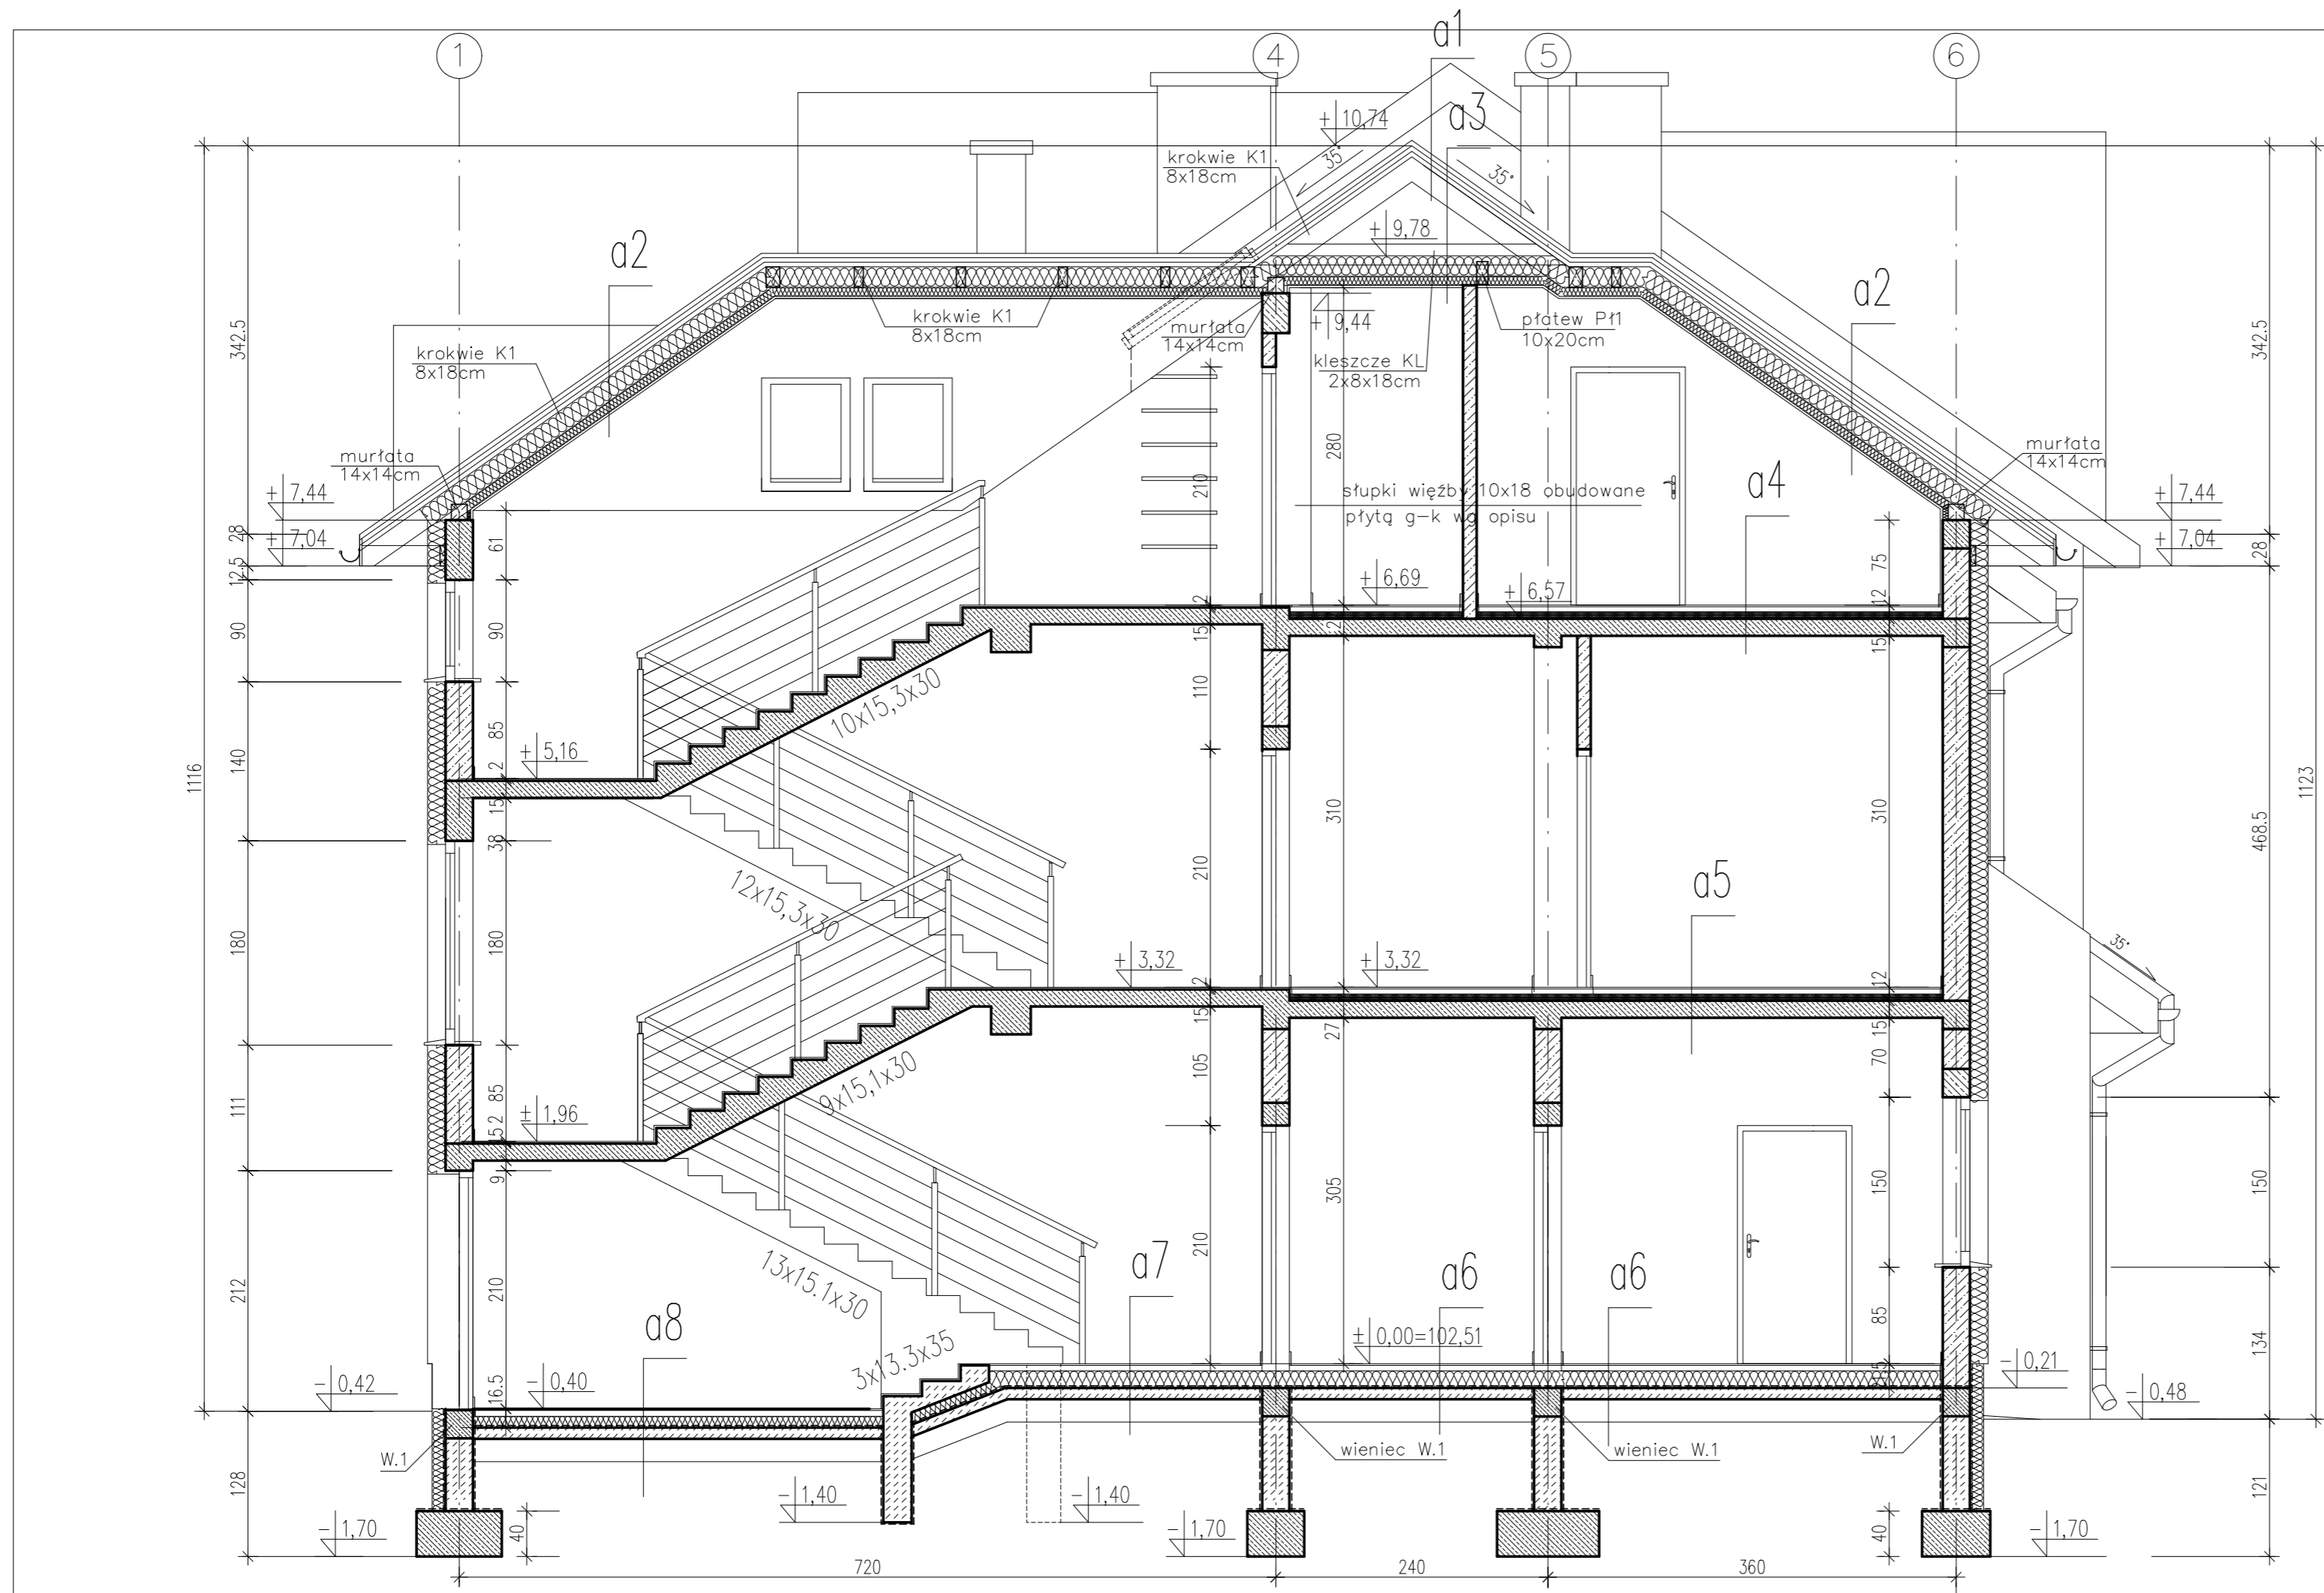 1
4
5
6
a1
a3
+ 10,74
35°
35°
krokwie K1
8x18cm
+ 9,78
a2
a2
krokwie K1
8x18cm
murłata
14x14cm
+ 9,44
płatew Pł1
10x20cm
kleszcze KL
2x8x18cm
krokwie K1
8x18cm
murłata
14x14cm
murłata
14x14cm
342.5
342.5
280
210
słupki więźby 10x18 obudowane
płytą g-k wg opisu
a4
+ 7,44
+ 7,04
+ 7,44
+ 7,04
28
12.5
90
61
90
75
12
28
+ 6,69
+ 6,57
2
15
15
110
10x15,3x30
+ 5,16
85
2
15
38
140
1116
1123
180
180
12x15,3x30
210
310
310
468.5
a5
35°
+ 3,32
+ 3,32
2
15
12
27
15
70
105
9x15,1x30
± 1,96
85
111
9
212
210
13x15.1x30
210
305
150
150
85
134
a7
a6
a6
a8
± 0,00=102,51
3x13.3x35
- 0,42
- 0,40
16.5
- 0,21
- 0,48
W.1
wieniec W.1
wieniec W.1
W.1
128
121
- 1,40
- 1,40
- 1,70
40
- 1,70
40
- 1,70
720
240
360